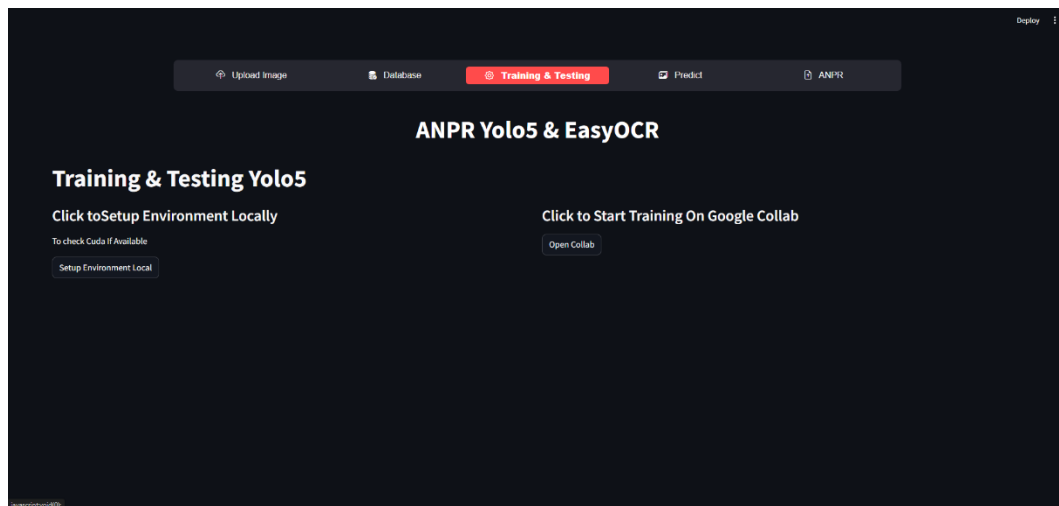 Deploy
Upload Image Database Training & Testing Predict ANPR
ANPR Yolo5 & EasyOCR
Training & Testing Yolo5
Click toSetup Environment Locally
To check Cuda If Available
Setup Environment Local
Click to Start Training On Google Collab
Open Collab